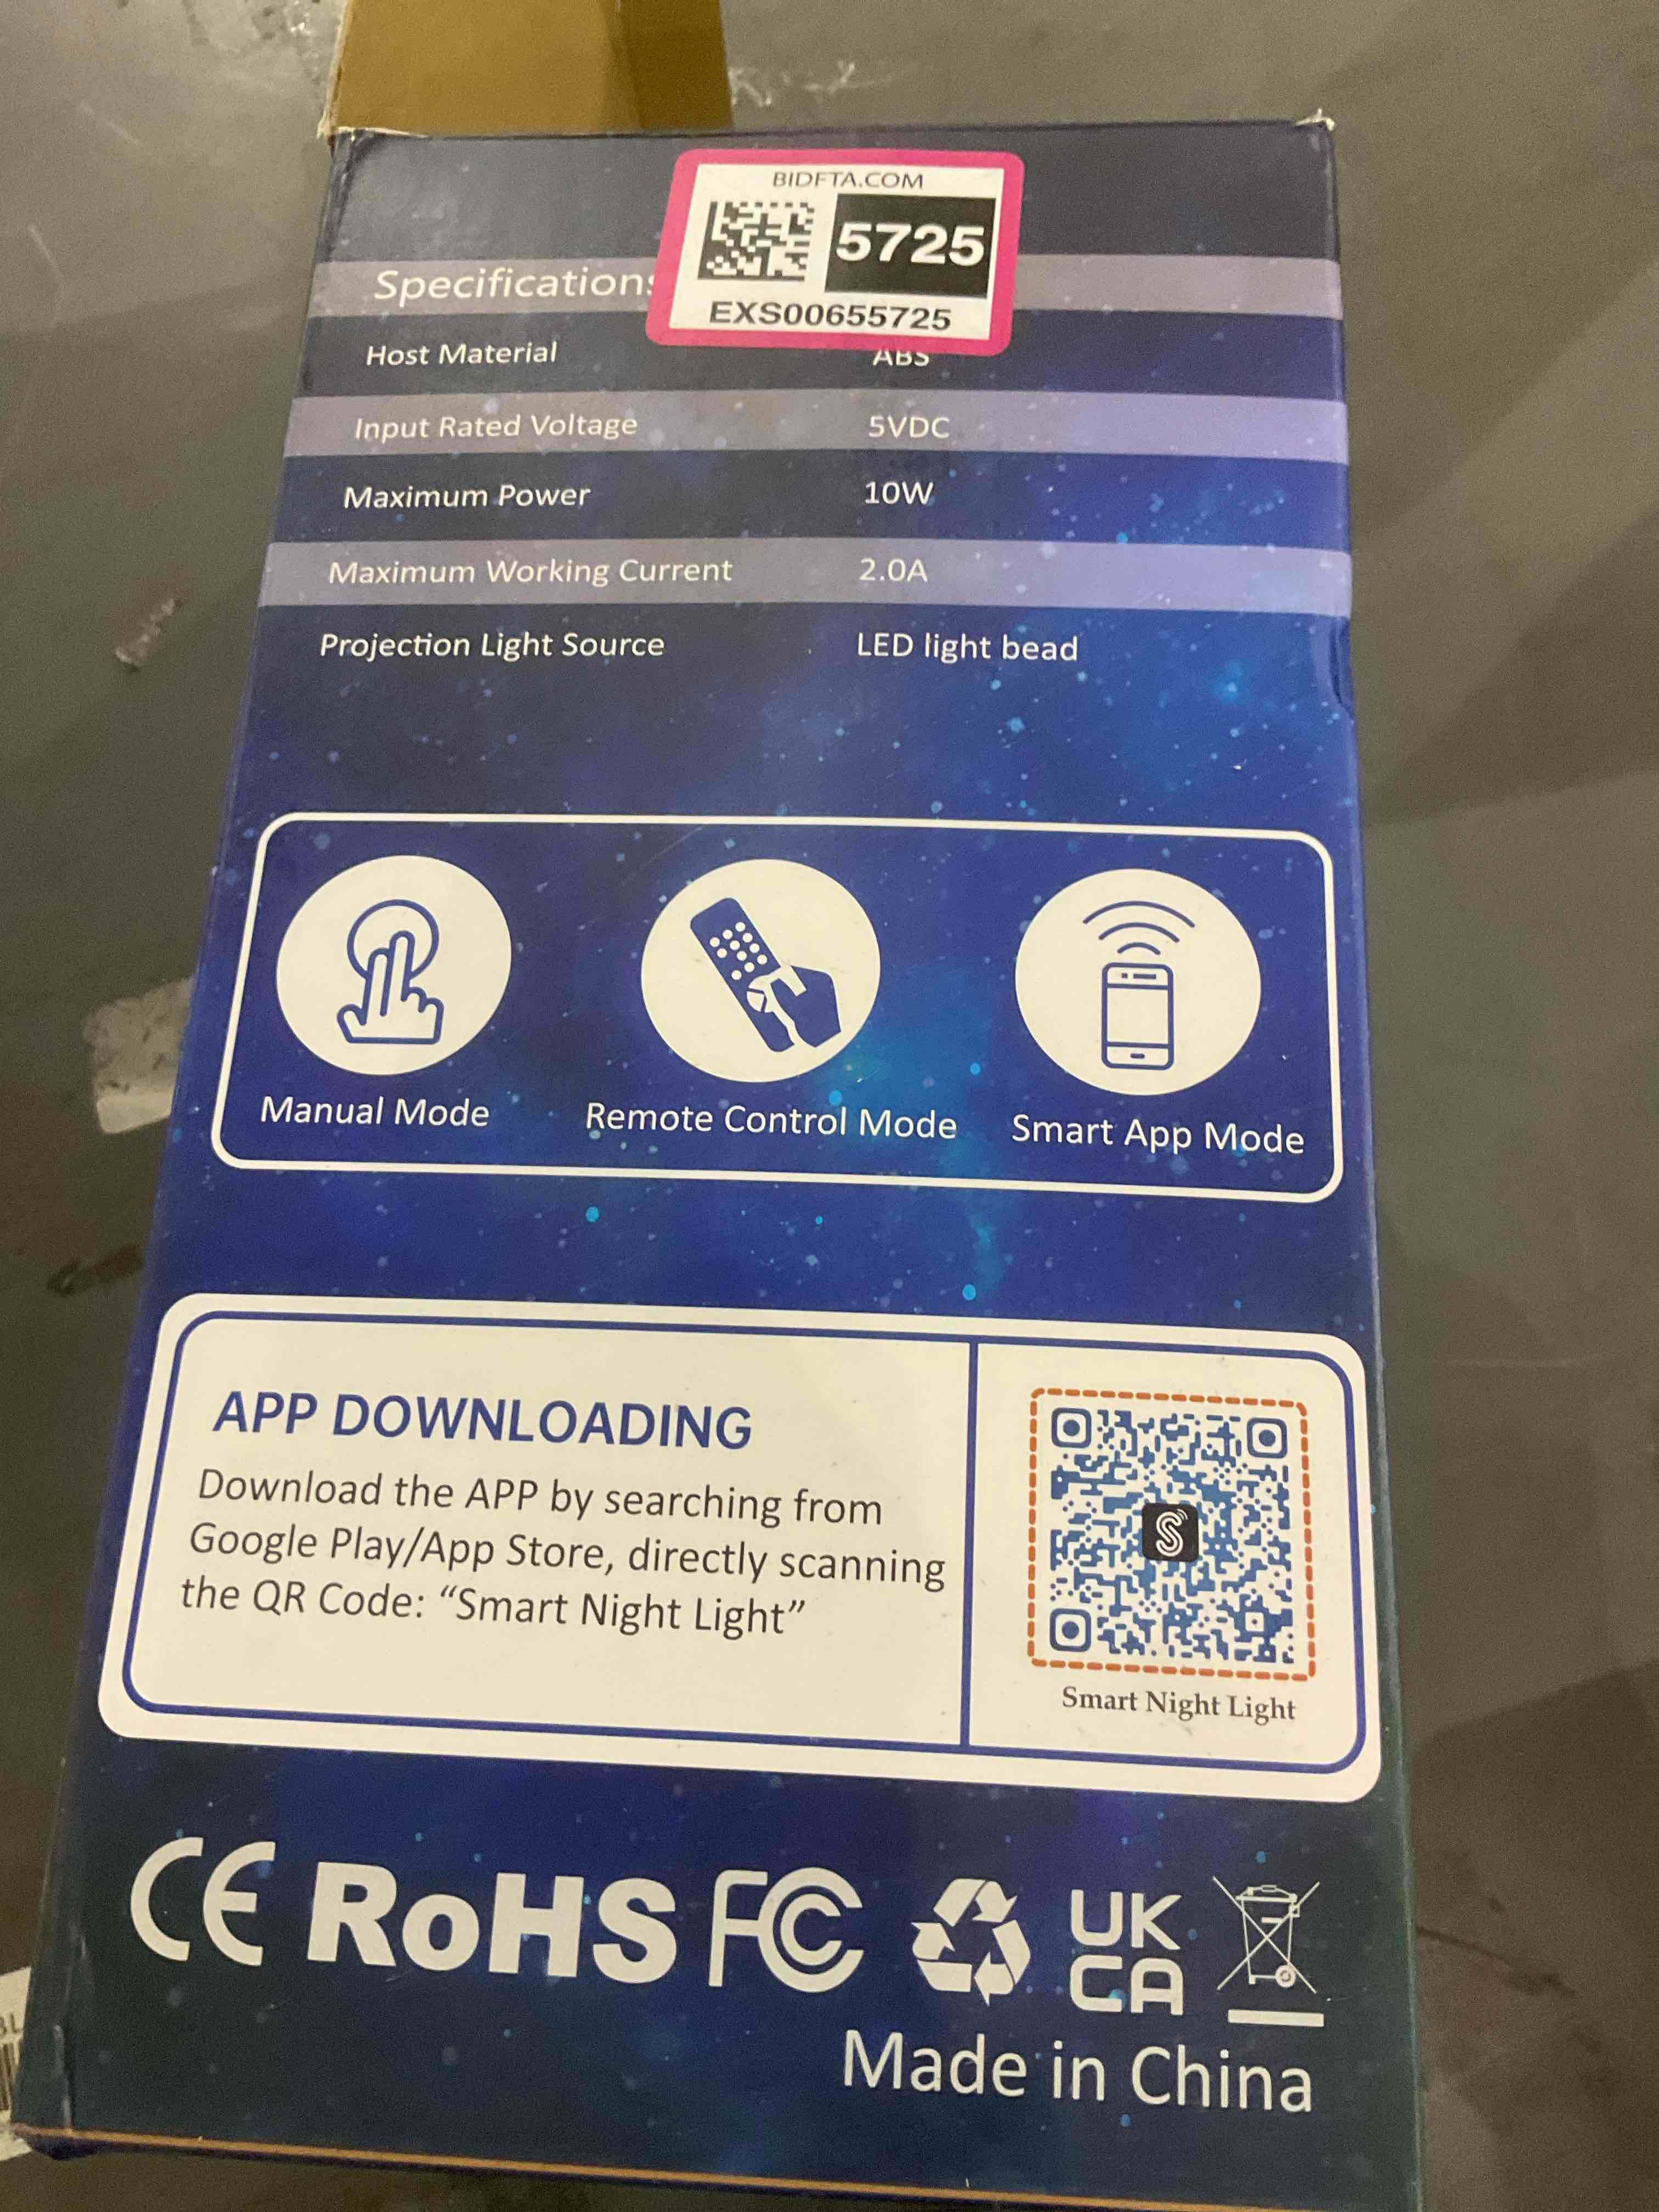 BIDFTA.COM
5725
EXS00655725
Specifications
Host Material ABS
Input Rated Voltage 5VDC
Maximum Power 10W
Maximum Working Current 2.0A
Projection Light Source LED light bead
Manual Mode Remote Control Mode Smart App Mode
APP DOWNLOADING
Download the APP by searching from
Google Play/App Store, directly scanning
the QR Code: “Smart Night Light”
S
Smart Night Light
CE RoHS FC UK
CA
Made in China